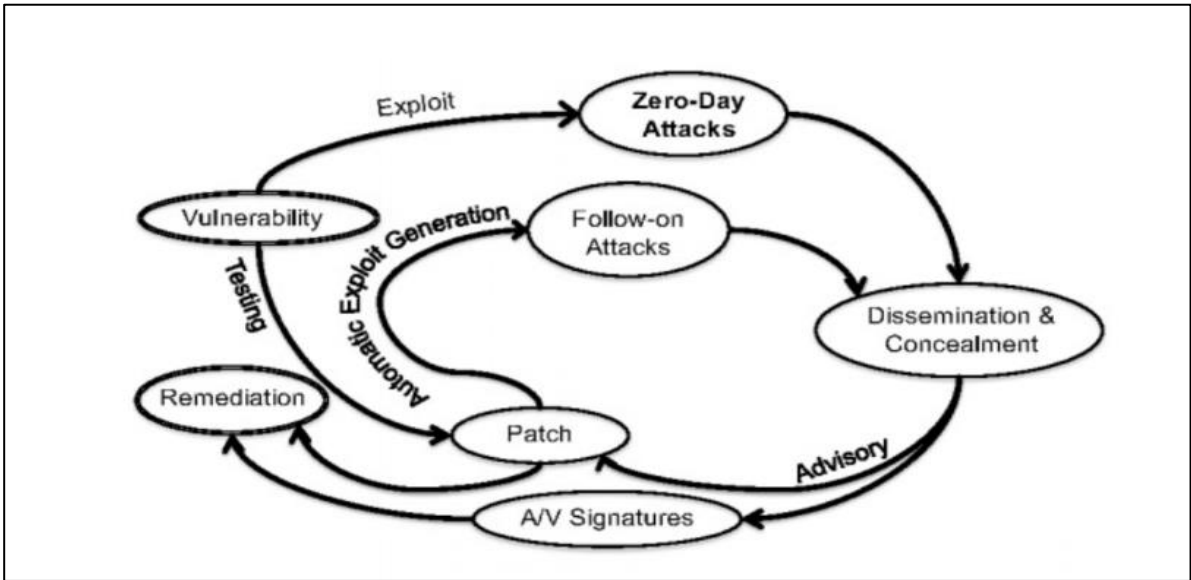 Exploit
Zero-Day
Attacks
Vulnerability
Automatic Exploit Generation
Follow-on
Attacks
Testing
Dissemination &
Concealment
Remediation
Patch
Advisory
A/V Signatures